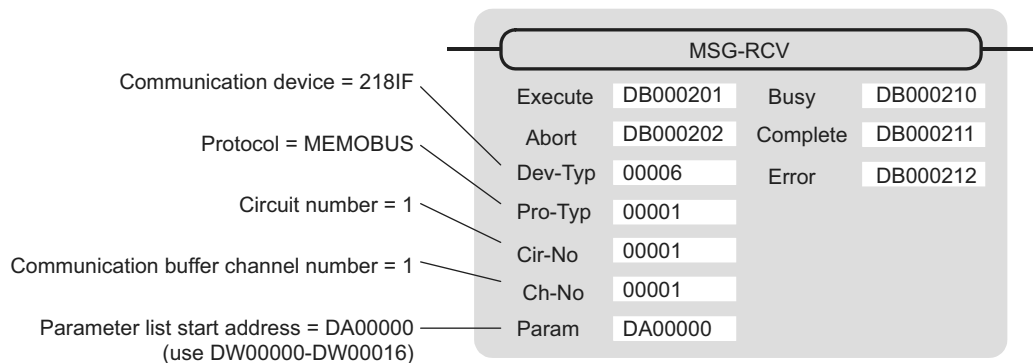 MSG-RCV
Communication device = 218IF
Protocol = MEMOBUS
Circuit number = 1
Communication buffer channel number = 1
Parameter list start address = DA00000
(use DW00000-DW00016)
Execute DB000201 Busy DB000210
Abort DB000202 Complete DB000211
Dev-Typ 00006 Error DB000212
Pro-Typ 00001
Cir-No 00001
Ch-No 00001
Param DA00000